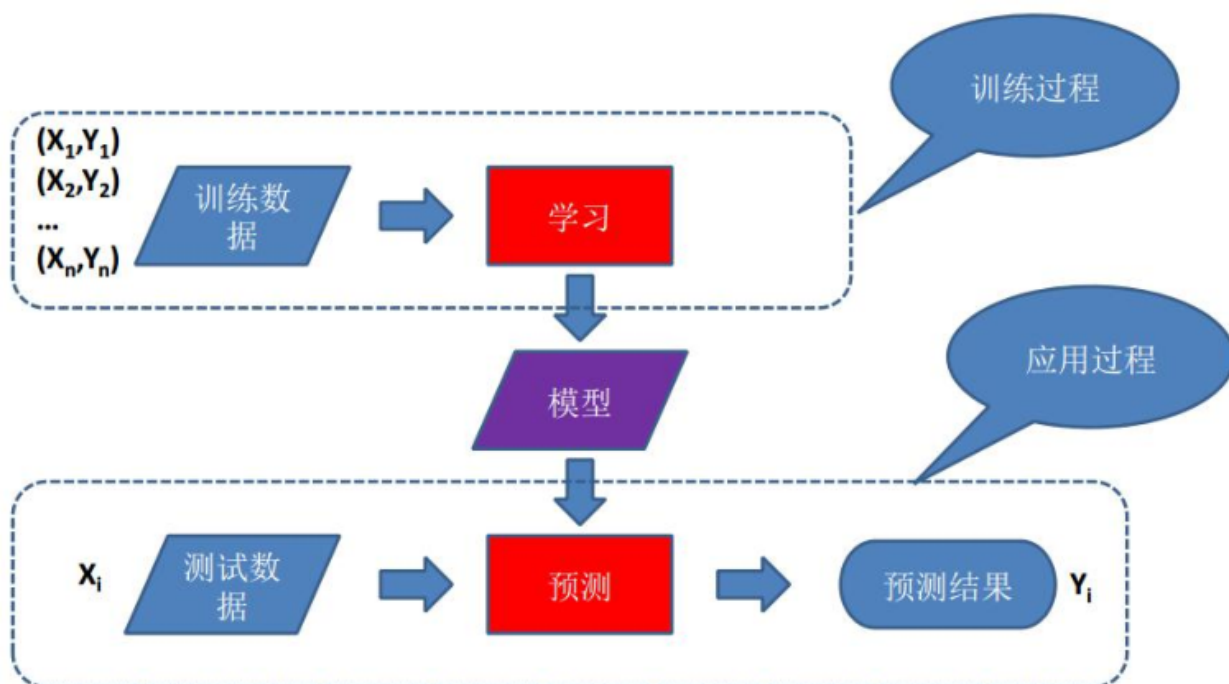 训练过程
(X₁,Y₁)
(X₂,Y₂)
...
(Xₙ,Yₙ)
训练数
据
学习
模型
应用过程
Xᵢ
测试数
据
预测
预测结果
Yᵢ